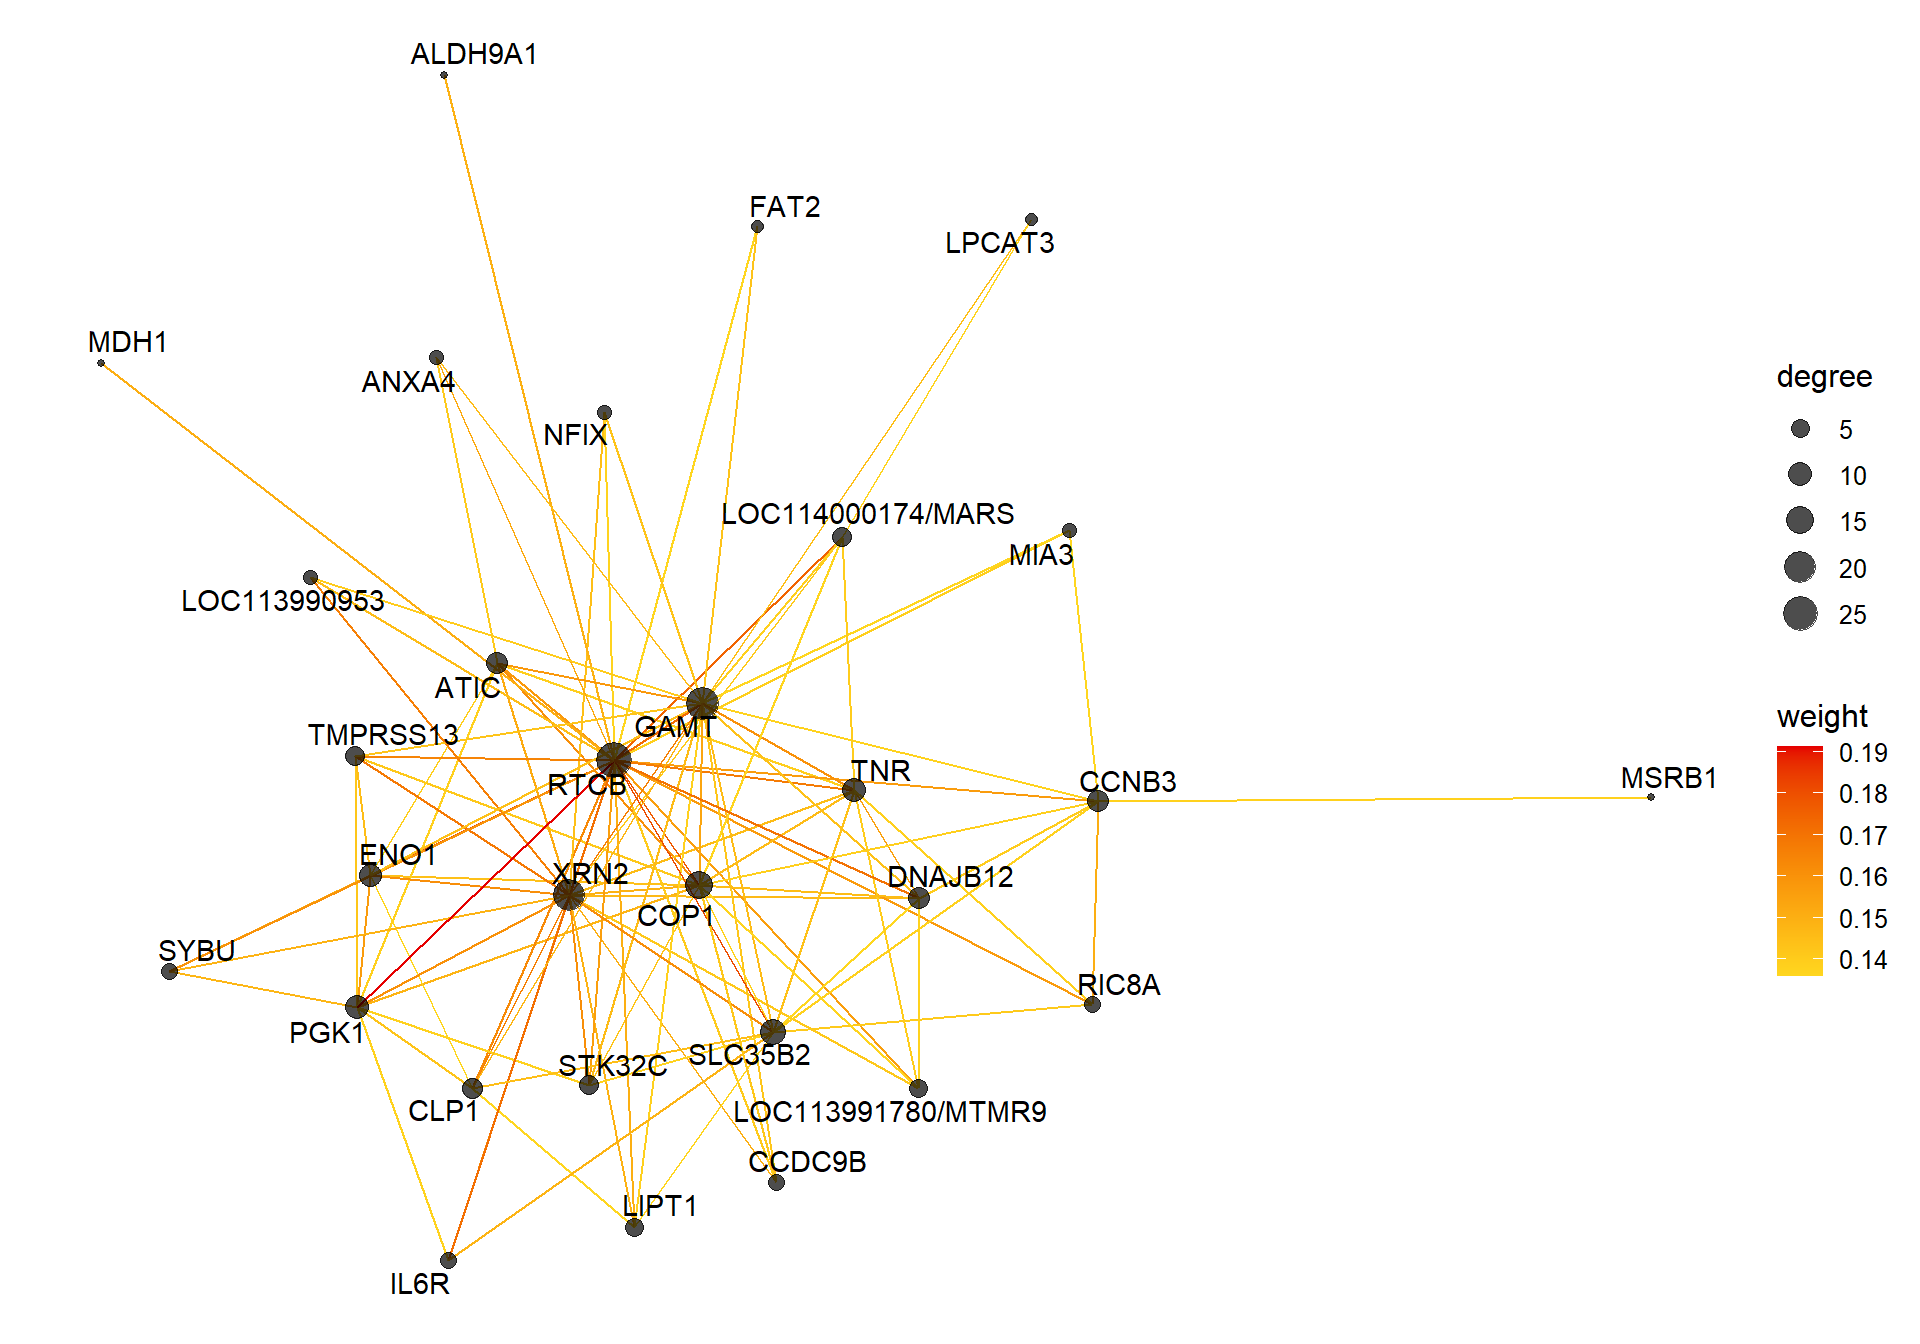 ALDH9A1
FAT2
LPCAT3
MDH1
ANXA4
NFIX
LOC114000174/MARS
MIA3
LOC113990953
ATIC
GAMT
TMPRSS13
RTCB
TNR
CCNB3
MSRB1
ENO1
XRN2
DNAJB12
COP1
SYBU
RIC8A
PGK1
STK32C
SLC35B2
CLP1
LOC113991780/MTMR9
CCDC9B
LIPT1
IL6R
degree
5
10
15
20
25
weight
0.19
0.18
0.17
0.16
0.15
0.14